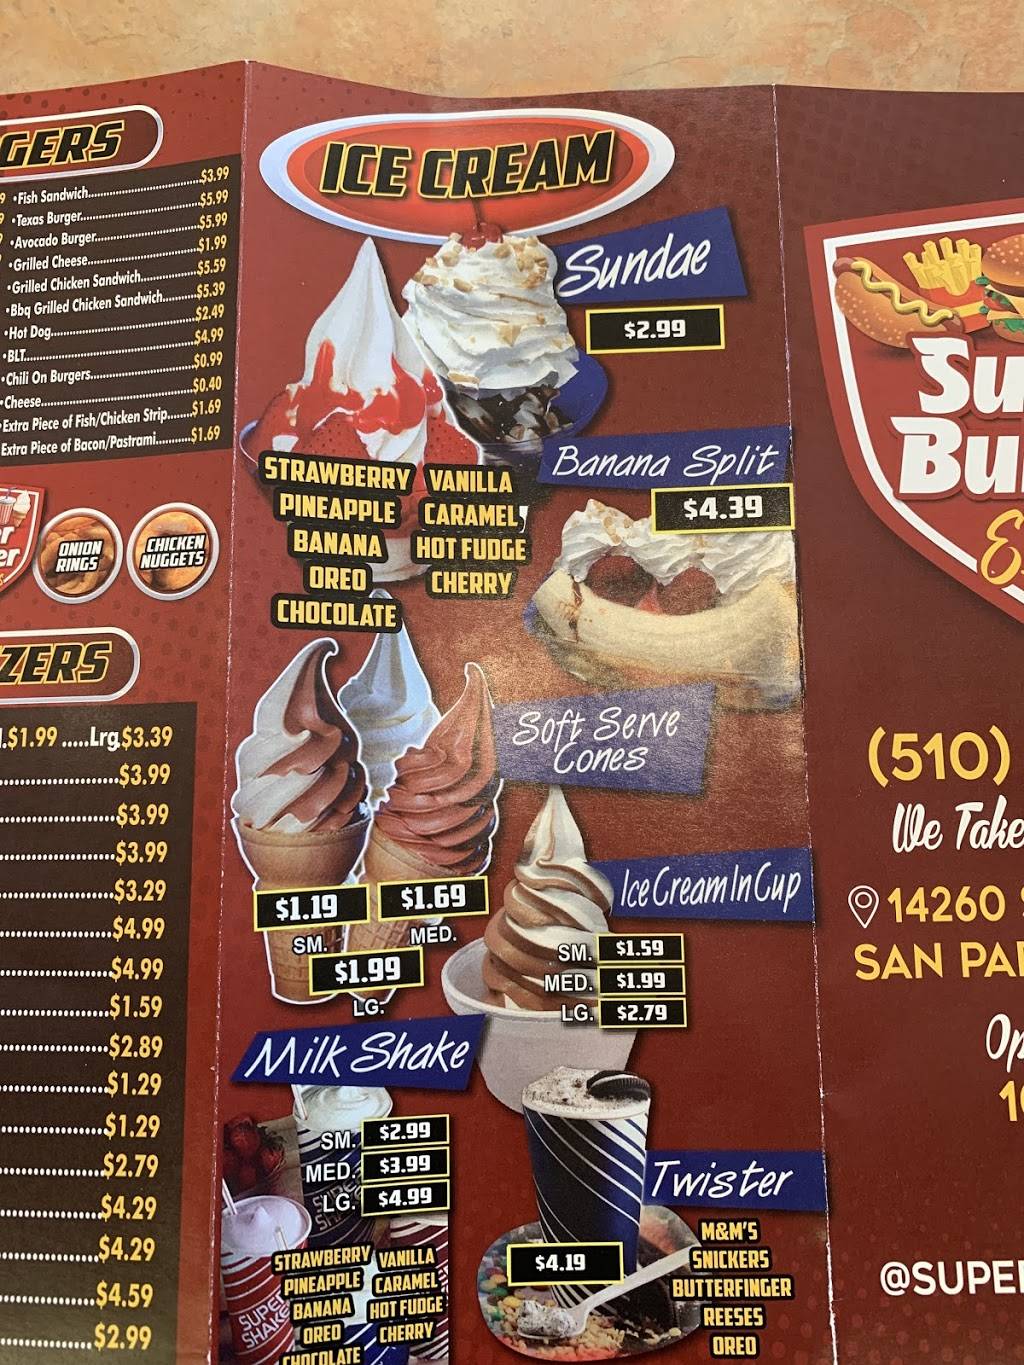 GERS
•Fish Sandwich..............................$3.99
•Texas Burger..............................$5.99
•Avocado Burger..............................$5.99
•Grilled Cheese..............................$1.99
•Grilled Chicken Sandwich...............$5.59
•Bbq Grilled Chicken Sandwich..........$5.39
•Hot Dog..............................$2.49
•BLT..............................$4.99
•Chili On Burgers..............................$0.99
•Cheese..............................$0.40
Extra Piece of Fish/Chicken Strip.......$1.69
Extra Piece of Bacon/Pastrami..........$1.69
ONION
RINGS
CHICKEN
NUGGETS
ZERS
$1.99 .....Lrg.$3.39
$3.99
$3.99
$3.99
$3.29
$4.99
$4.99
$1.59
$2.89
$1.29
$1.29
$2.79
$4.29
$4.29
$4.59
$2.99
ICE CREAM
Sundae
$2.99
STRAWBERRY VANILLA
PINEAPPLE CARAMEL
BANANA HOT FUDGE
OREO CHERRY
CHOCOLATE
Banana Split
$4.39
Soft Serve
Cones
$1.19 $1.69
SM. MED.
$1.99
LG.
Ice Cream In Cup
SM. $1.59
MED. $1.99
LG. $2.79
Milk Shake
SM. $2.99
MED. $3.99
LG. $4.99
STRAWBERRY VANILLA
PINEAPPLE CARAMEL
BANANA HOT FUDGE
OREO CHERRY
CHOCOLATE
SUPER
SHAKE
Twister
$4.19
M&M'S
SNICKERS
BUTTERFINGER
REESES
OREO
Su
Bu
(510)
We Take
14260
SAN PA
Op
10
@SUPE